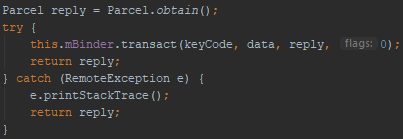 Parcel reply = Parcel.obtain();
try {
    this.mBinder.transact(keyCode, data, reply, flags: 0);
    return reply;
} catch (RemoteException e) {
    e.printStackTrace();
    return reply;
}